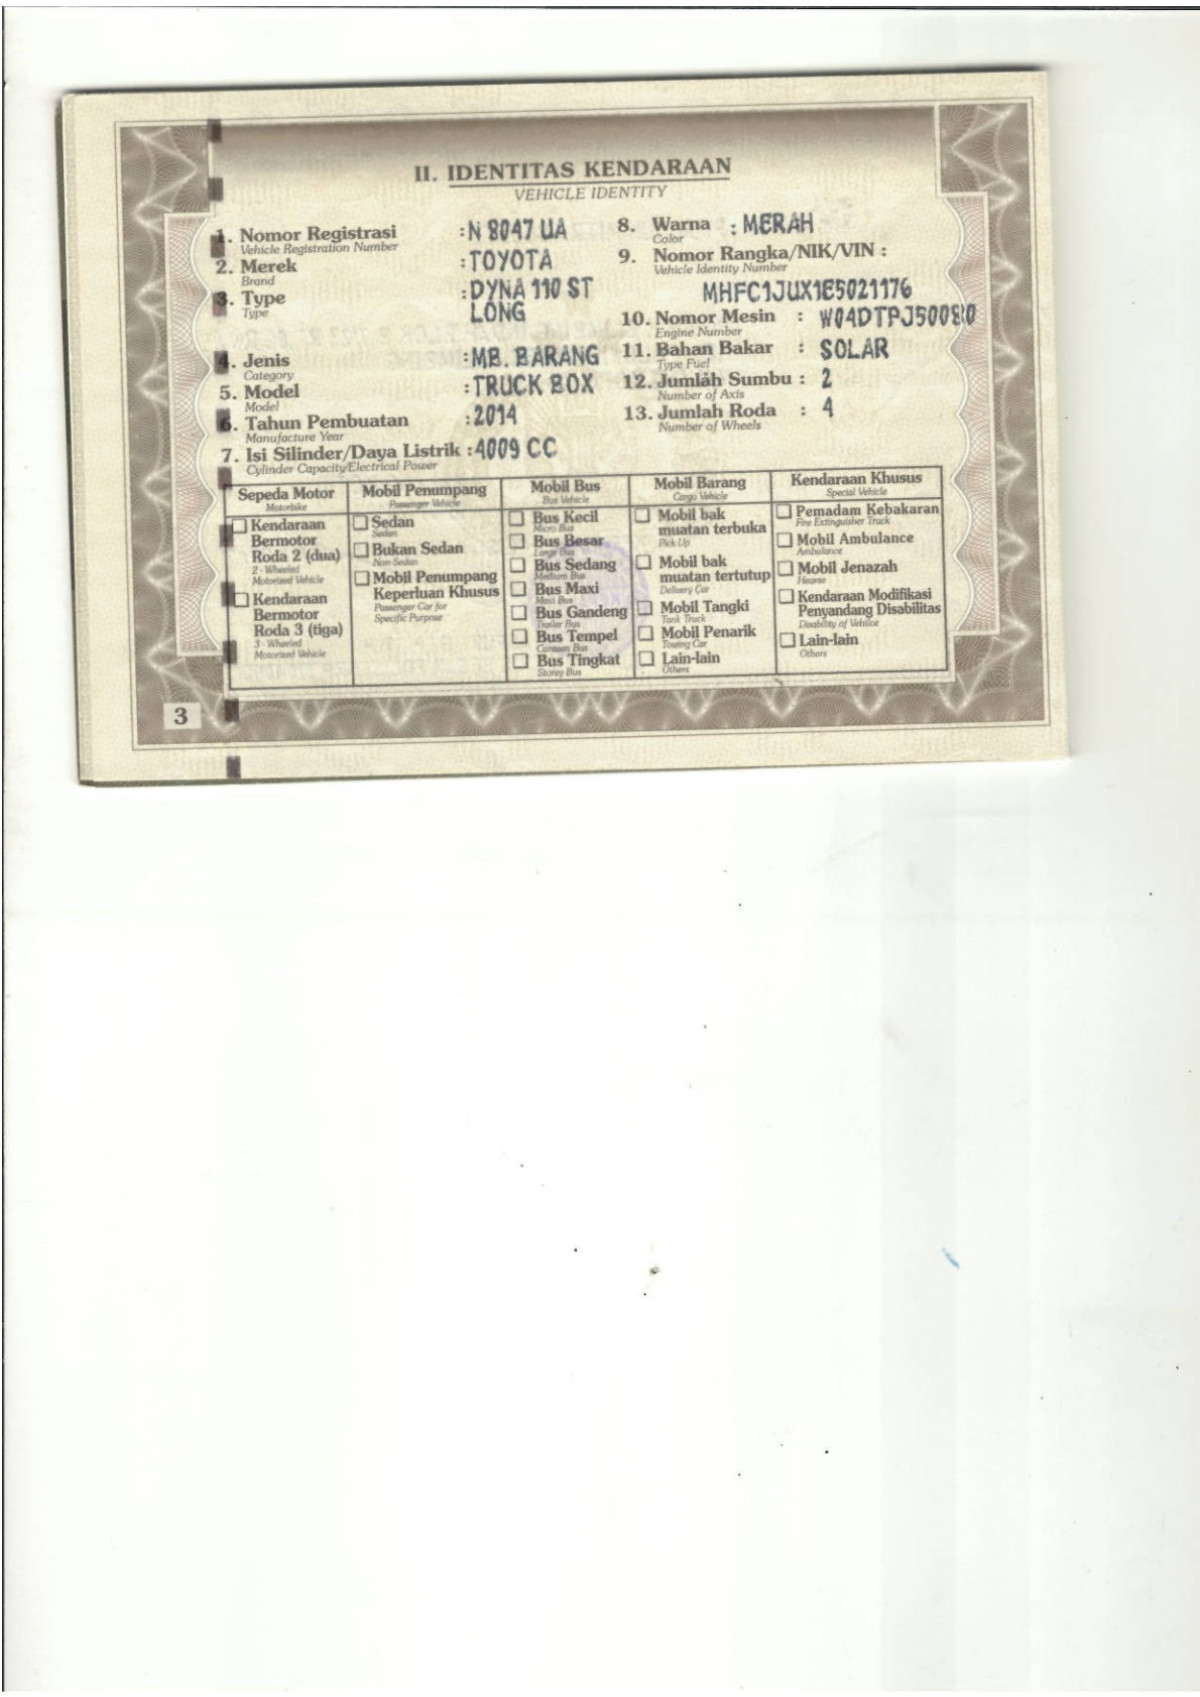 II. IDENTITAS KENDARAAN
VEHICLE IDENTITY
1. Nomor Registrasi : N 8047 UA
Vehicle Registration Number
2. Merek : TOYOTA
Brand
3. Type : DYNA 110 ST
Type LONG
4. Jenis : MB. BARANG
Category
5. Model : TRUCK BOX
Model
6. Tahun Pembuatan : 2014
Manufacture Year
7. Isi Silinder/Daya Listrik : 4009 CC
Cylinder Capacity/Electrical Power
8. Warna : MERAH
Color
9. Nomor Rangka/NIK/VIN :
Vehicle Identity Number
MHFC1JUX1E5021176
10. Nomor Mesin :
Engine Number
11. Bahan Bakar : SOLAR
Type Fuel
12. Jumlah Sumbu : 2
Number of Axis
13. Jumlah Roda : 4
Number of Wheels
Sepeda Motor
Motorbike
Kendaraan
Bermotor
Roda 2 (dua)
2 - Wheeled
Motorised Vehicle
Kendaraan
Bermotor
Roda 3 (tiga)
3 - Wheeled
Motorised Vehicle
Mobil Penumpang
Passenger Vehicle
Sedan
Sedan
Bukan Sedan
Non Sedan
Mobil Penumpang
Keperluan Khusus
Passenger Car for
Specific Purpose
Mobil Bus
Bus Vehicle
Bus Kecil
Micro Bus
Bus Besar
Large Bus
Bus Sedang
Medium Bus
Bus Maxi
Maxi Bus
Bus Gandeng
Trailer Bus
Bus Tempel
Caravan Bus
Bus Tingkat
Storey Bus
Mobil Barang
Cargo Vehicle
Mobil bak
muatan terbuka
Pick Up
Mobil bak
muatan tertutup
Delivery Car
Mobil Tangki
Tank Truck
Mobil Penarik
Towing Car
Lain-lain
Others
Kendaraan Khusus
Special Vehicle
Pemadam Kebakaran
Fire Extinguisher Truck
Mobil Ambulance
Ambulance
Mobil Jenazah
Hearse
Kendaraan Modifikasi
Penyandang Disabilitas
Disability of Vehilce
Lain-lain
Others
3